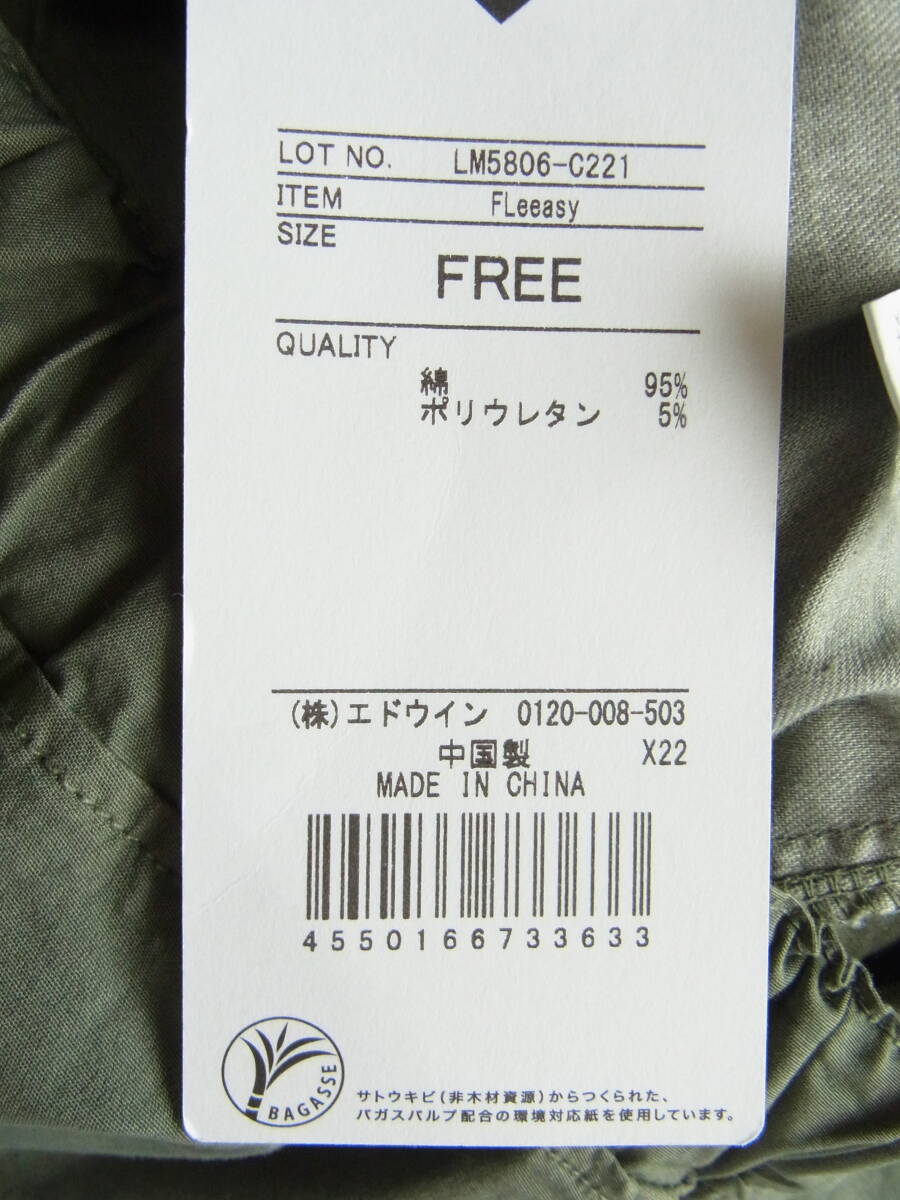 LOT NO. LM5806-C221
ITEM FLeeasy
SIZE
FREE
QUALITY
綿 95%
ポリウレタン 5%
(株)エドウイン 0120-008-503
中国製 X22
MADE IN CHINA
4550166733633
BAGASSE
サトウキビ(非木材資源)からつくられた、
バガスパルプ配合の環境対応紙を使用しています。